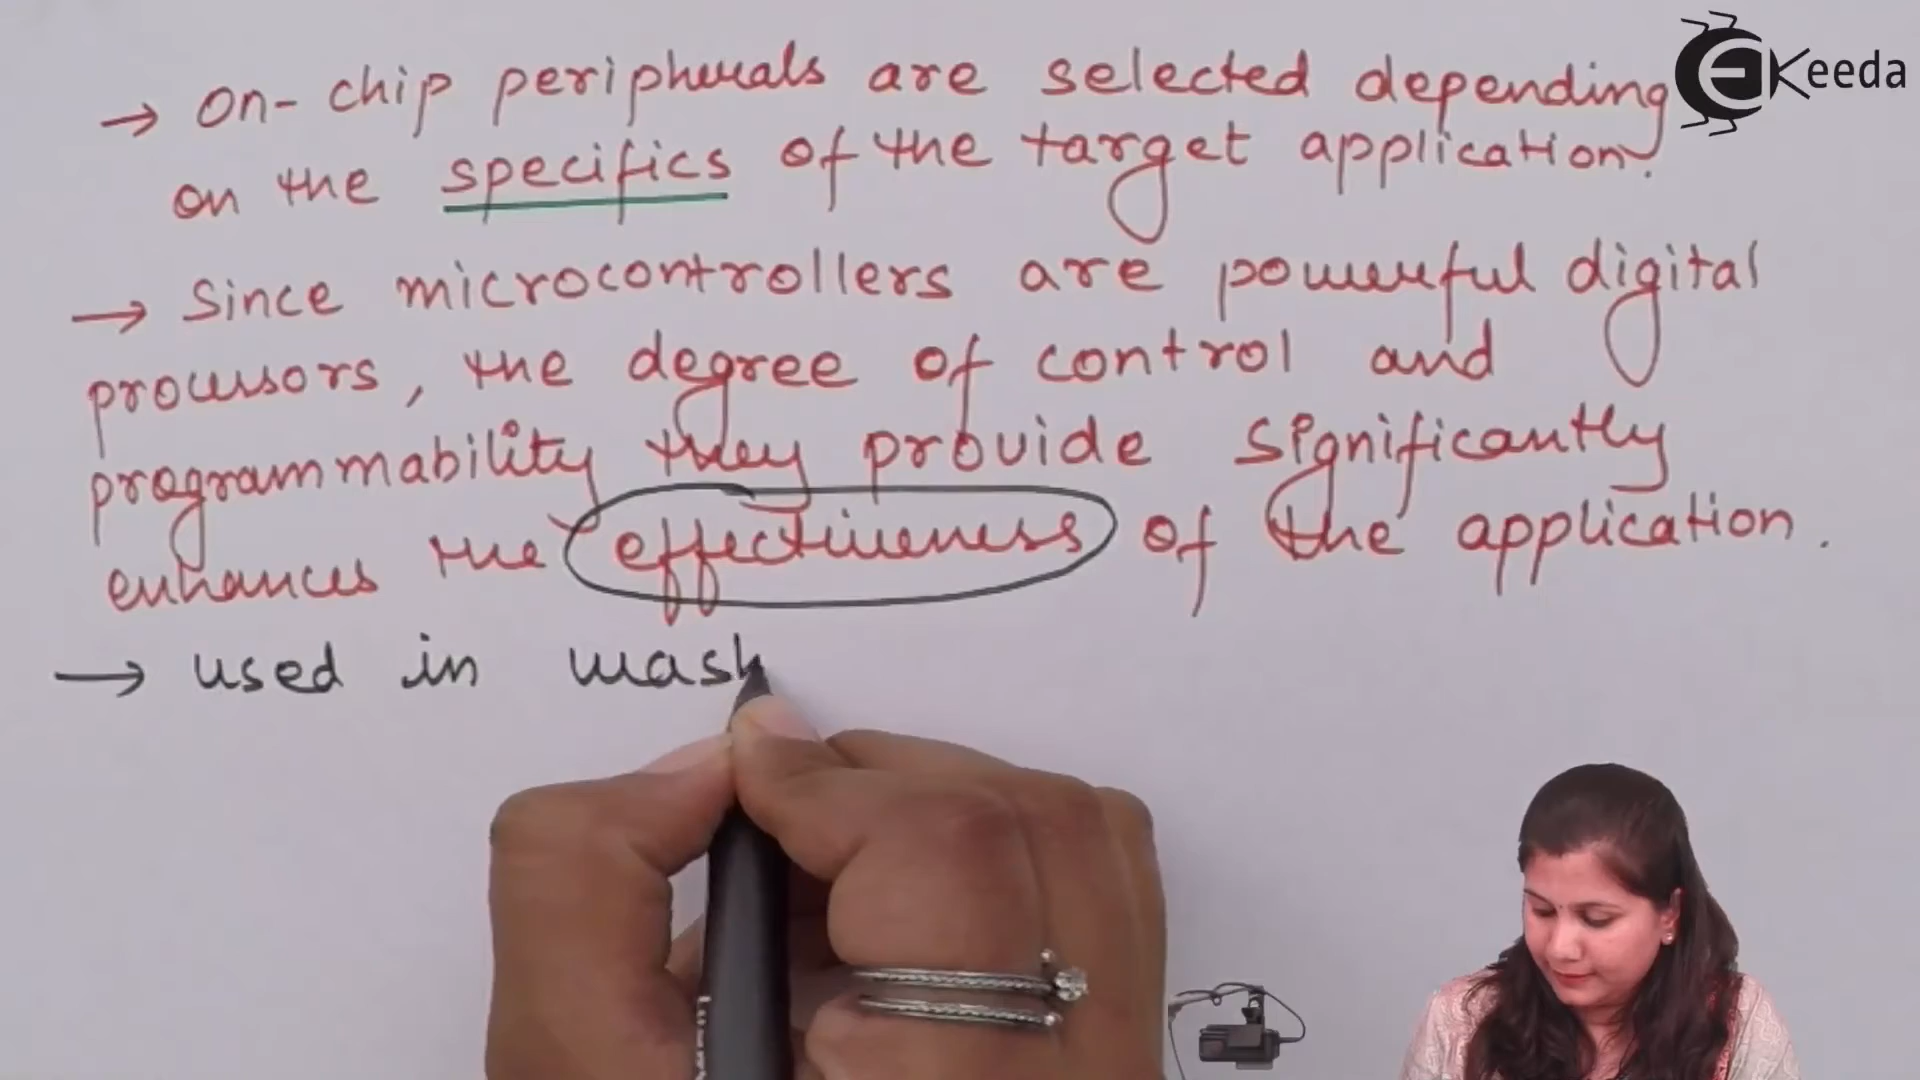 → On-chip peripherals are selected depending
on the specifics of the target application.
→ Since microcontrollers are powerful digital
processors, the degree of control and
programmability they provide significantly
enhances the effectiveness of the application.
→ used in wash
EKeeda